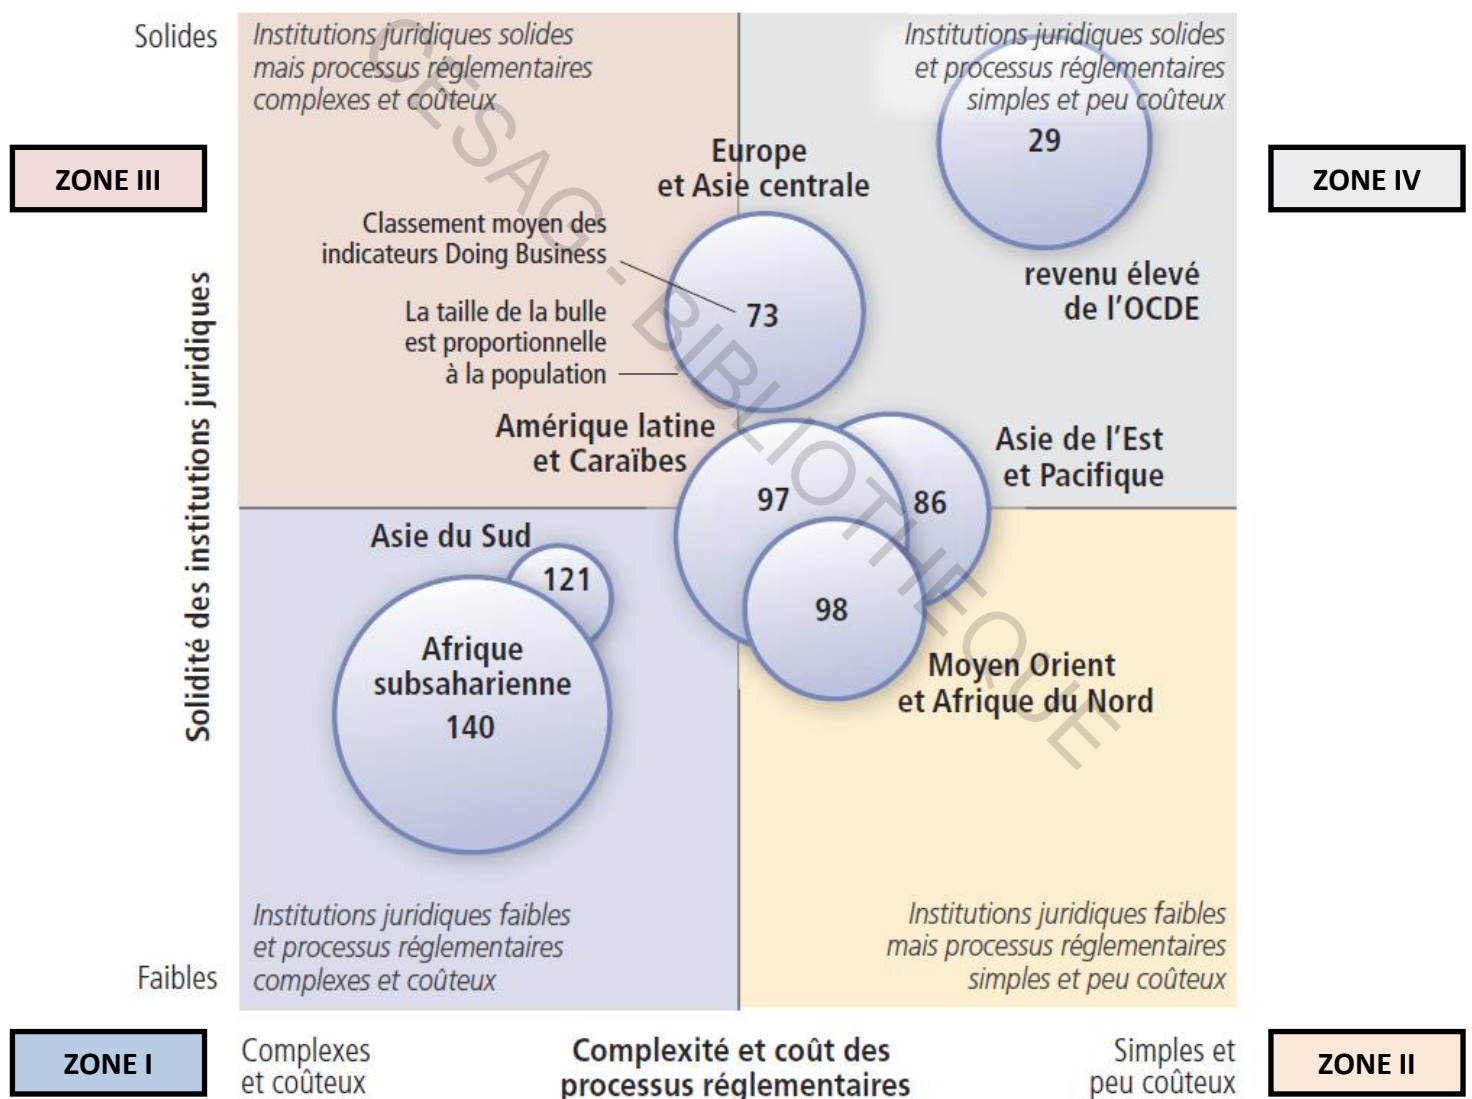 Solides
Institutions juridiques solides
mais processus réglementaires
complexes et coûteux
Institutions juridiques solides
et processus réglementaires
simples et peu coûteux
29
ZONE III
ZONE IV
Europe
et Asie centrale
Classement moyen des
indicateurs Doing Business
73
La taille de la bulle
est proportionnelle
à la population
revenu élevé
de l'OCDE
Solidité des institutions juridiques
Amérique latine
et Caraïbes
97
86
Asie de l'Est
et Pacifique
Asie du Sud
121
98
Afrique
subsaharienne
140
Moyen Orient
et Afrique du Nord
Institutions juridiques faibles
et processus réglementaires
complexes et coûteux
Institutions juridiques faibles
mais processus réglementaires
simples et peu coûteux
Faibles
ZONE I
Complexes
et coûteux
Complexité et coût des
processus réglementaires
Simples et
peu coûteux
ZONE II
CESAG - BIBLIOTHEQUE